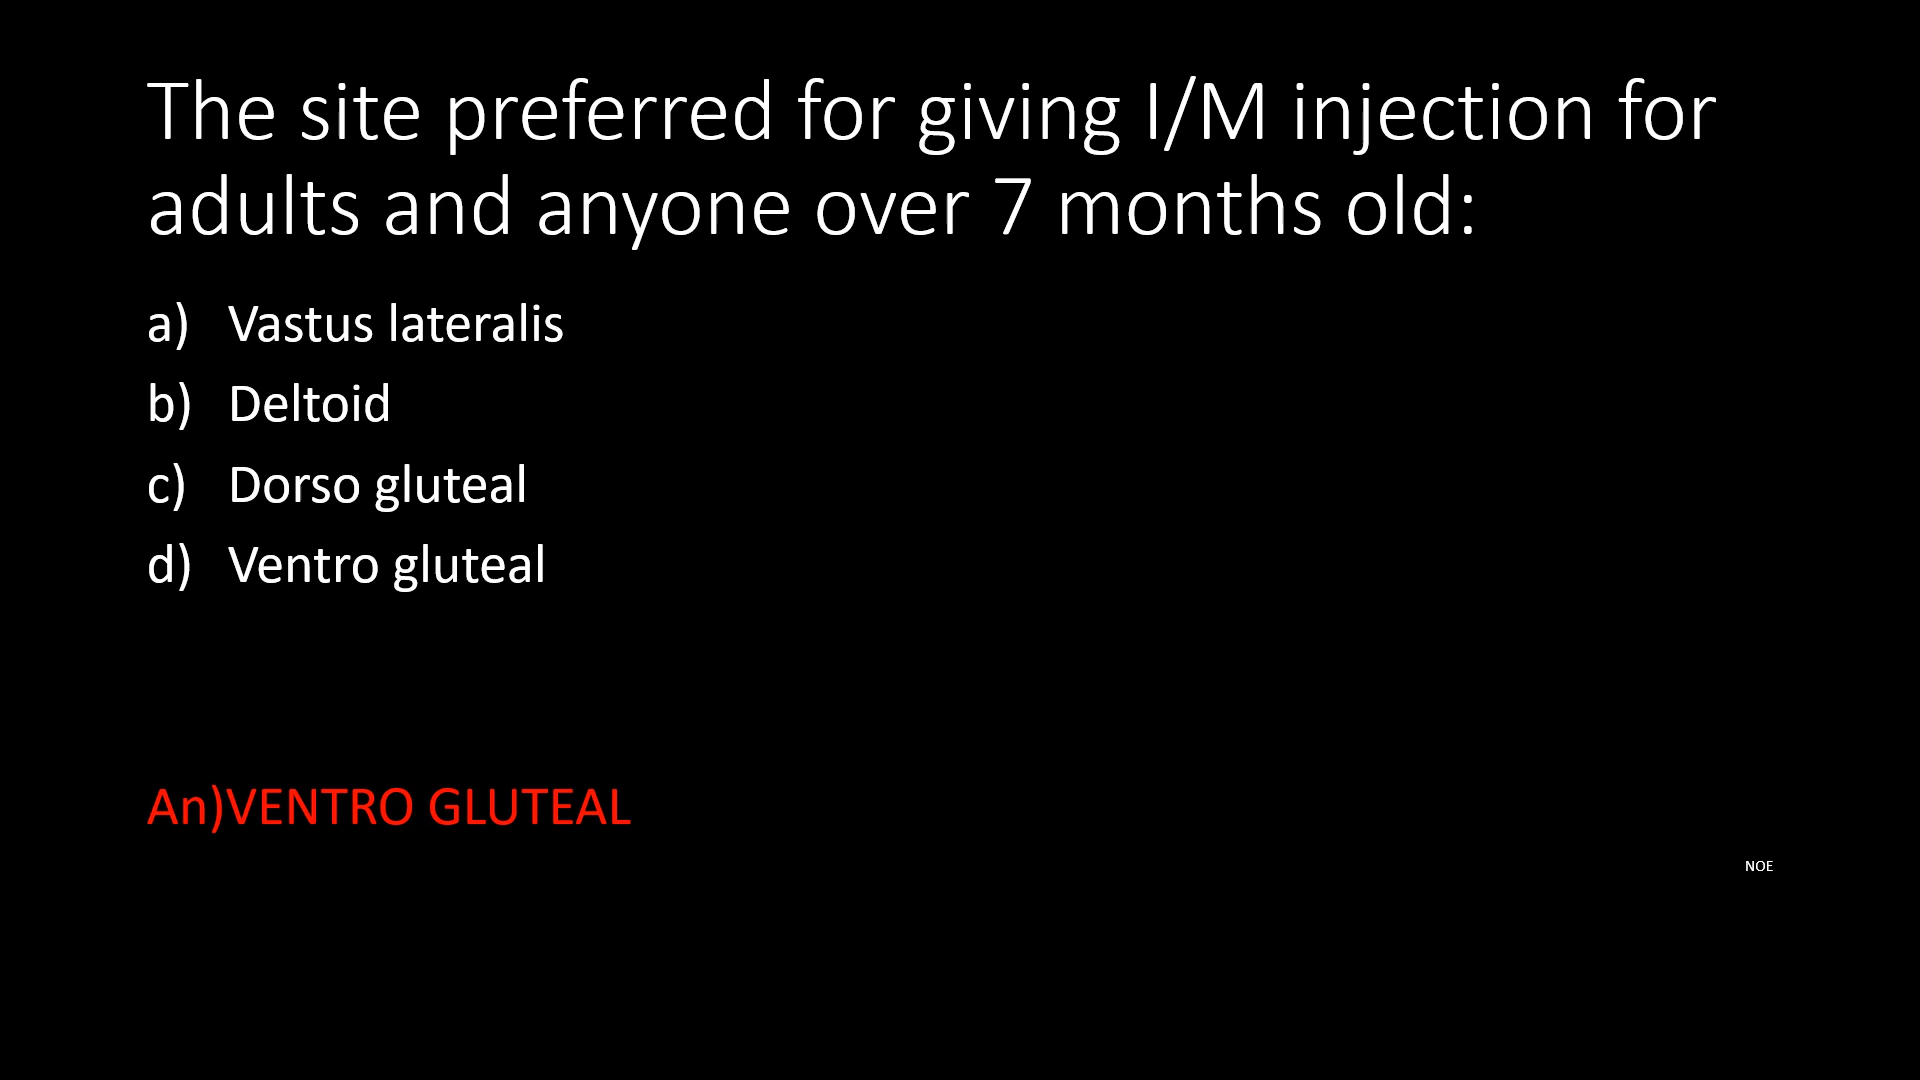 The site preferred for giving I/M injection for
adults and anyone over 7 months old:
a) Vastus lateralis
b) Deltoid
c) Dorso gluteal
d) Ventro gluteal
An)VENTRO GLUTEAL
NOE